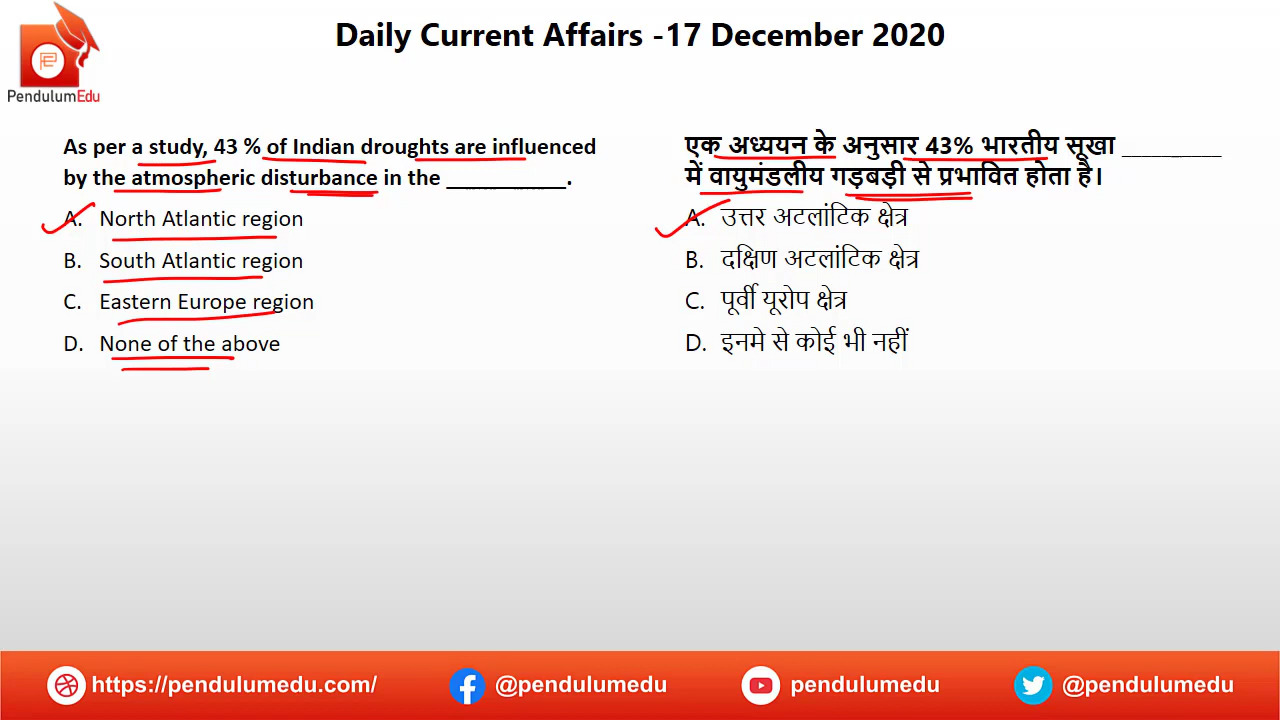 Daily Current Affairs -17 December 2020
PendulumEdu
As per a study, 43 % of Indian droughts are influenced
by the atmospheric disturbance in the ____________.
A. North Atlantic region
B. South Atlantic region
C. Eastern Europe region
D. None of the above
एक अध्ययन के अनुसार 43% भारतीय सूखा __________
में वायुमंडलीय गड़बड़ी से प्रभावित होता है।
A. उत्तर अटलांटिक क्षेत्र
B. दक्षिण अटलांटिक क्षेत्र
C. पूर्वी यूरोप क्षेत्र
D. इनमे से कोई भी नहीं
https://pendulumedu.com/ @pendulumedu pendulumedu @pendulumedu